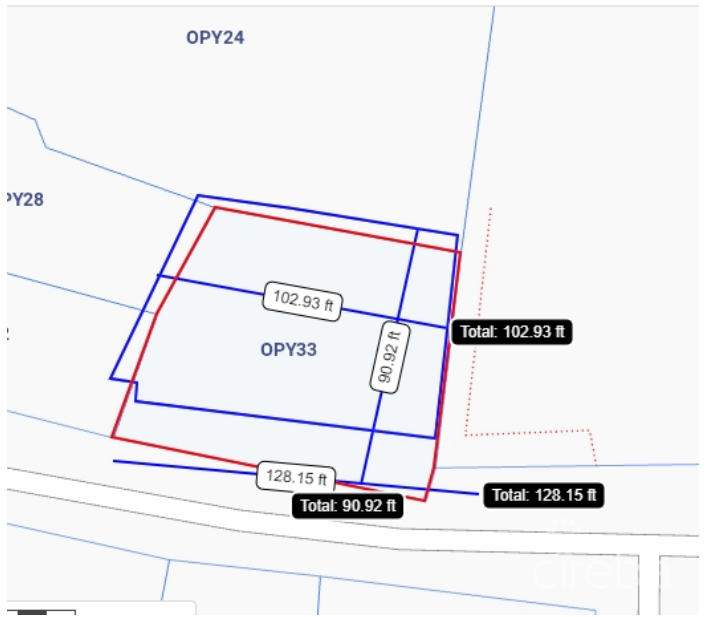 OPY24
PY28
102.93 ft
Total: 102.93 ft
OPY33
90.92 ft
128.15 ft
Total: 128.15 ft
Total: 90.92 ft
cireba